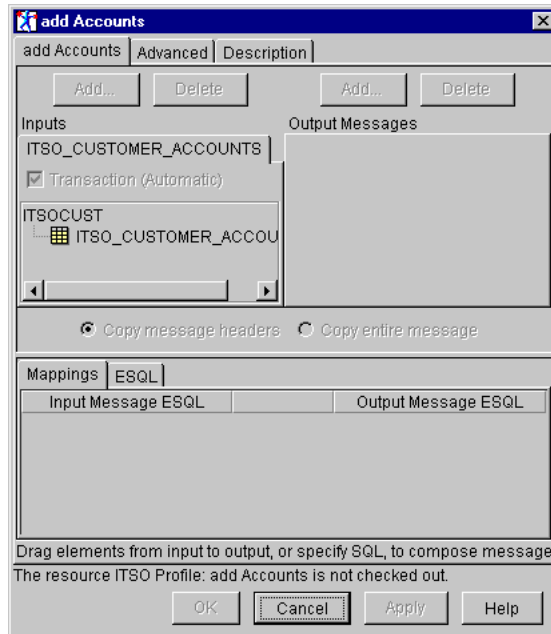 add Accounts
add Accounts Advanced Description
Add... Delete Add... Delete
Inputs Output Messages
ITSO_CUSTOMER_ACCOUNTS
Transaction (Automatic)
ITSOCUST
ITSO_CUSTOMER_ACCOU
Copy message headers Copy entire message
Mappings ESQL
Input Message ESQL Output Message ESQL
Drag elements from input to output, or specify SQL, to compose message
The resource ITSO Profile: add Accounts is not checked out.
OK Cancel Apply Help